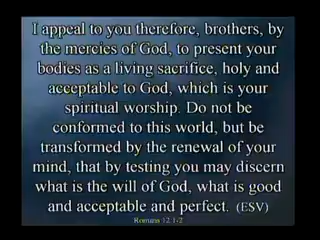 I appeal to you therefore, brothers, by
the mercies of God, to present your
bodies as a living sacrifice, holy and
acceptable to God, which is your
spiritual worship. Do not be
conformed to this world, but be
transformed by the renewal of your
mind, that by testing you may discern
what is the will of God, what is good
and acceptable and perfect. (ESV)
Romans 12:1-2